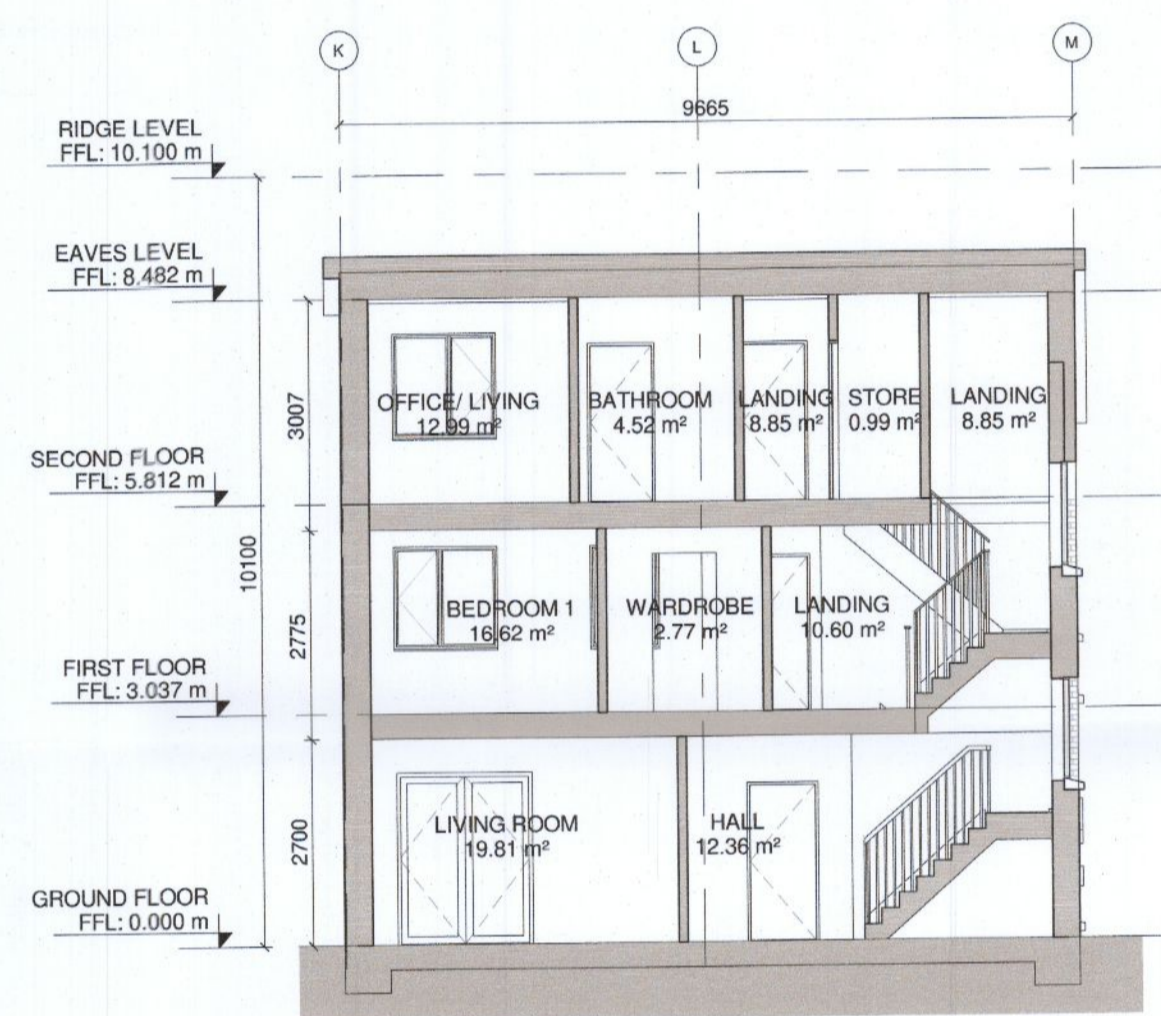 K
L
M
9665
RIDGE LEVEL
FFL: 10.100 m
EAVES LEVEL
FFL: 8.482 m
OFFICE/ LIVING
12.99 m²
BATHROOM
4.52 m²
LANDING
8.85 m²
STORE
0.99 m²
LANDING
8.85 m²
3007
SECOND FLOOR
FFL: 5.812 m
10100
BEDROOM 1
16.62 m²
WARDROBE
2.77 m²
LANDING
10.60 m²
2775
FIRST FLOOR
FFL: 3.037 m
LIVING ROOM
19.81 m²
HALL
12.36 m²
2700
GROUND FLOOR
FFL: 0.000 m